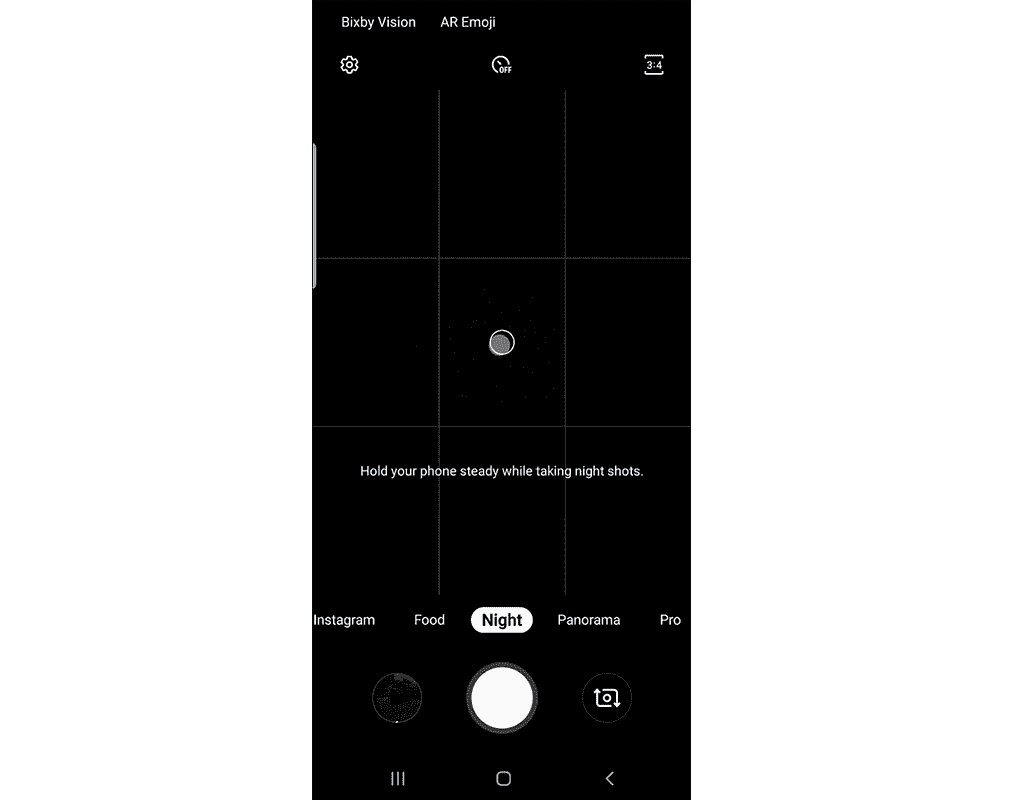 Bixby Vision AR Emoji
OFF 3:4
Hold your phone steady while taking night shots.
Instagram Food Night Panorama Pro